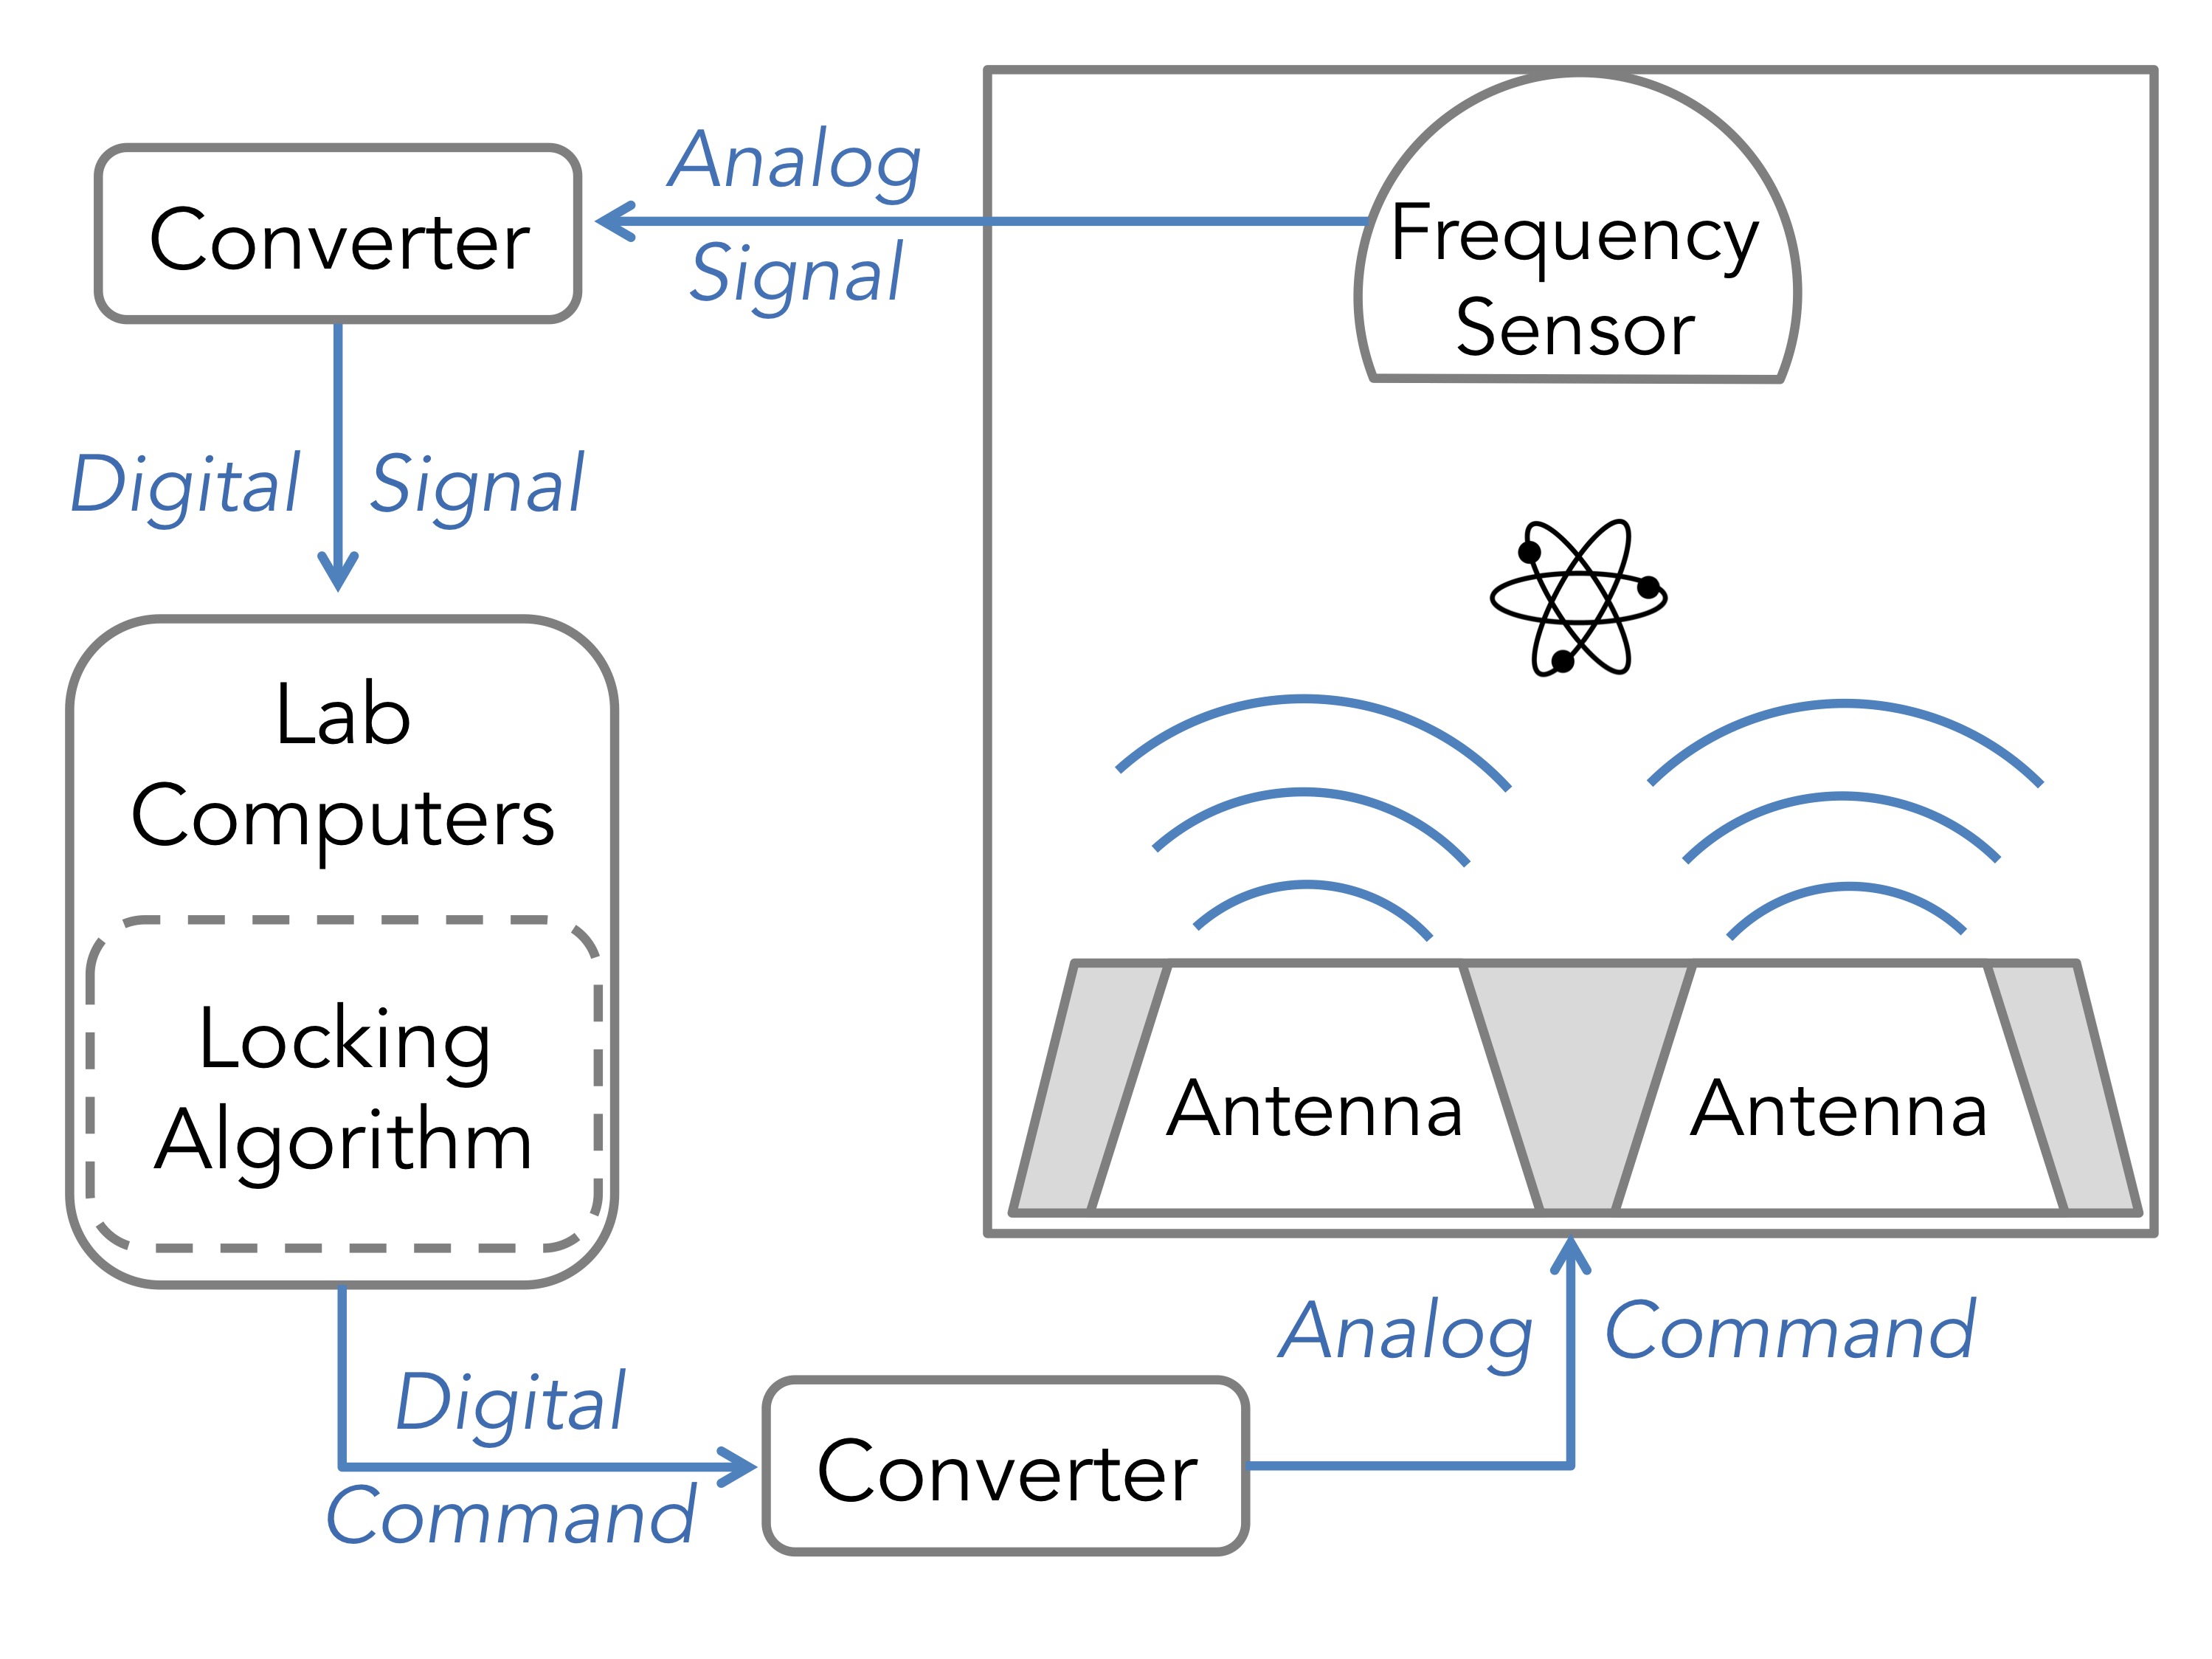 Converter
Analog
Signal
Frequency
Sensor
Digital Signal
Lab
Computers
Locking
Algorithm
Antenna
Antenna
Digital
Command
Converter
Analog Command